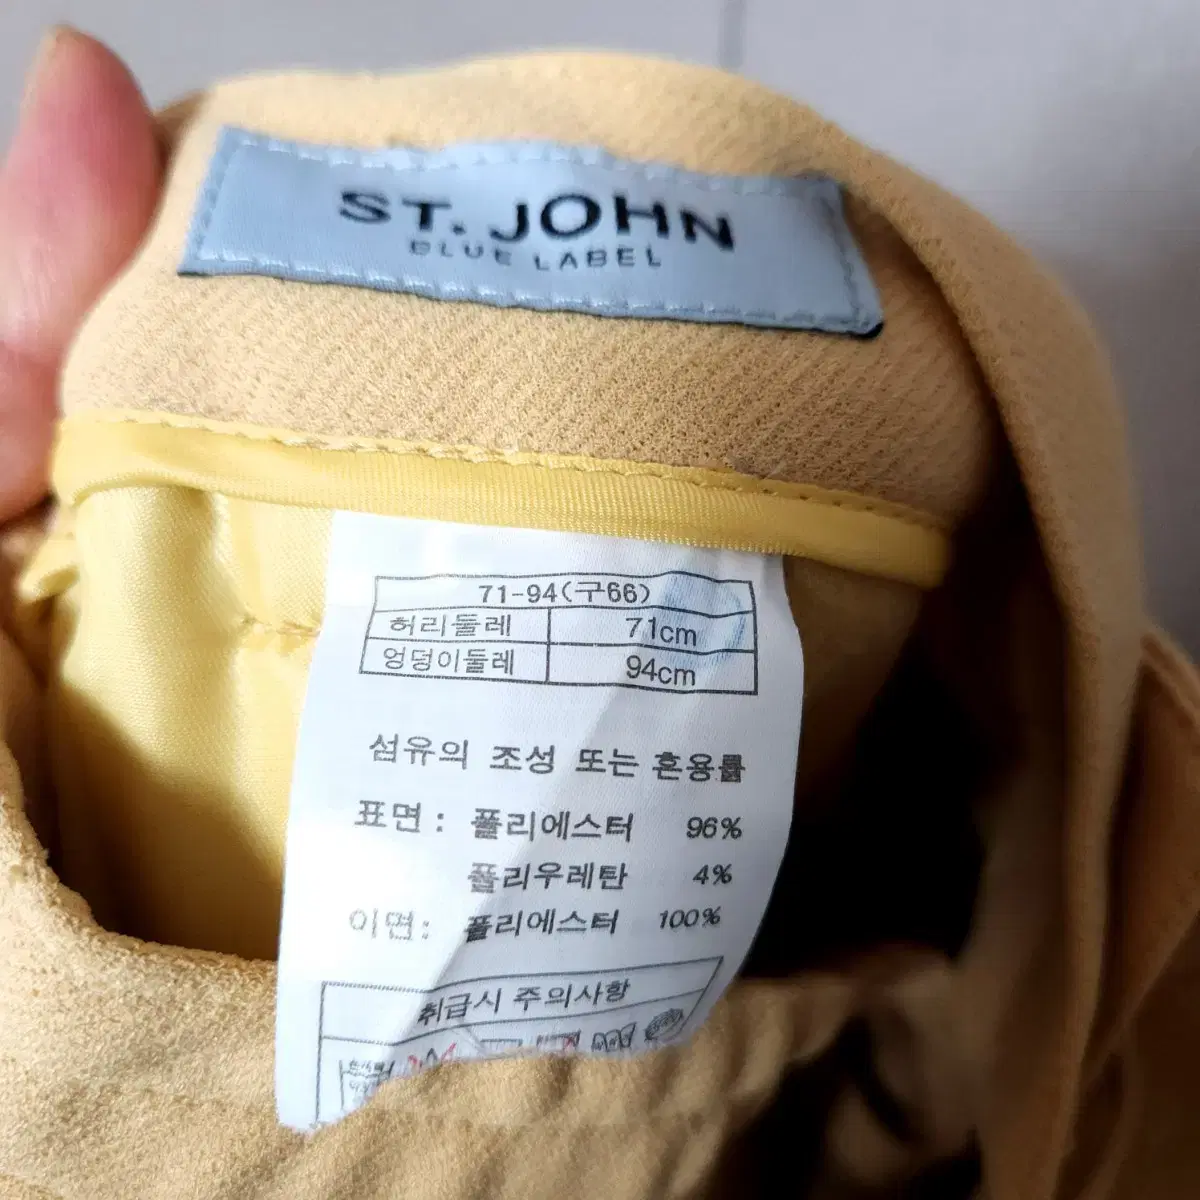 ST. JOHN
BLUE LABEL
71-94(구66)
허리둘레 71cm
엉덩이둘레 94cm
섬유의 조성 또는 혼용률
표면: 폴리에스터 96%
폴리우레탄 4%
이면: 폴리에스터 100%
취급시 주의사항